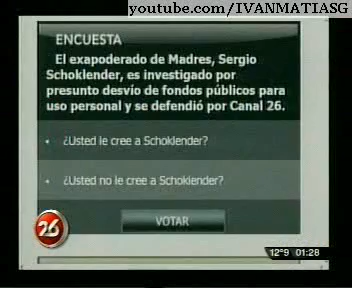 youtube.com/IVANMATIASG
ENCUESTA
El exapoderado de Madres, Sergio
Schoklender, es investigado por
presunto desvío de fondos públicos para
uso personal y se defendió por Canal 26.
¿Usted le cree a Schoklender?
¿Usted no le cree a Schoklender?
VOTAR
26
12°9 01:28